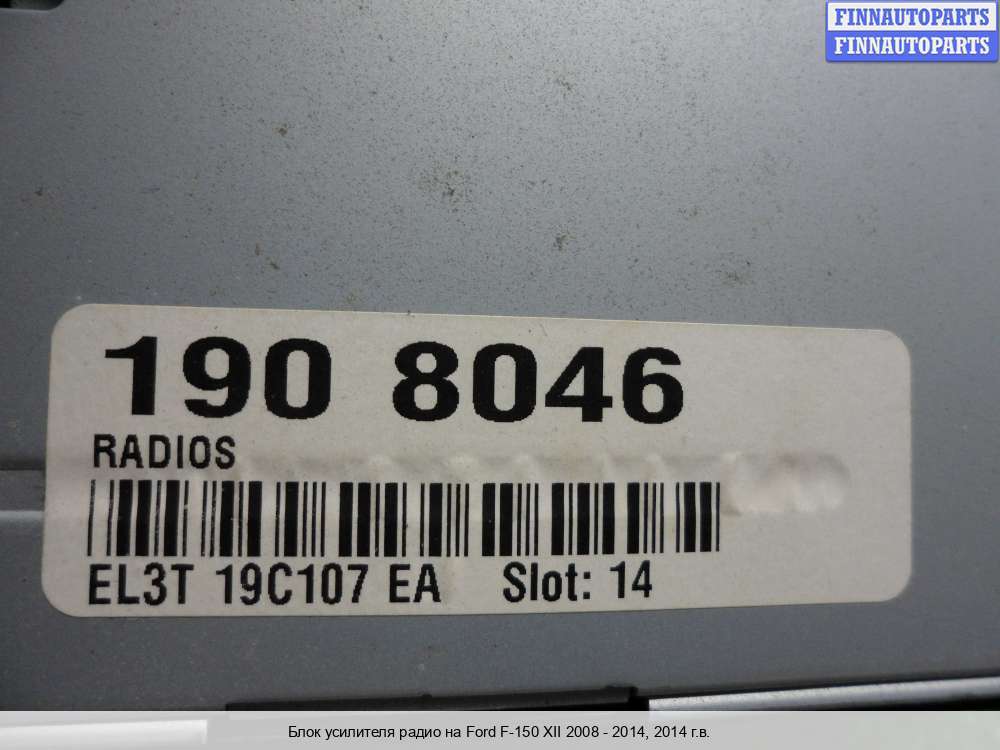 FINNAUTOPARTS
FINNAUTOPARTS
190 8046
RADIOS
EL3T 19C107 EA Slot: 14
Блок усилителя радио на Ford F-150 XII 2008 - 2014, 2014 г.в.